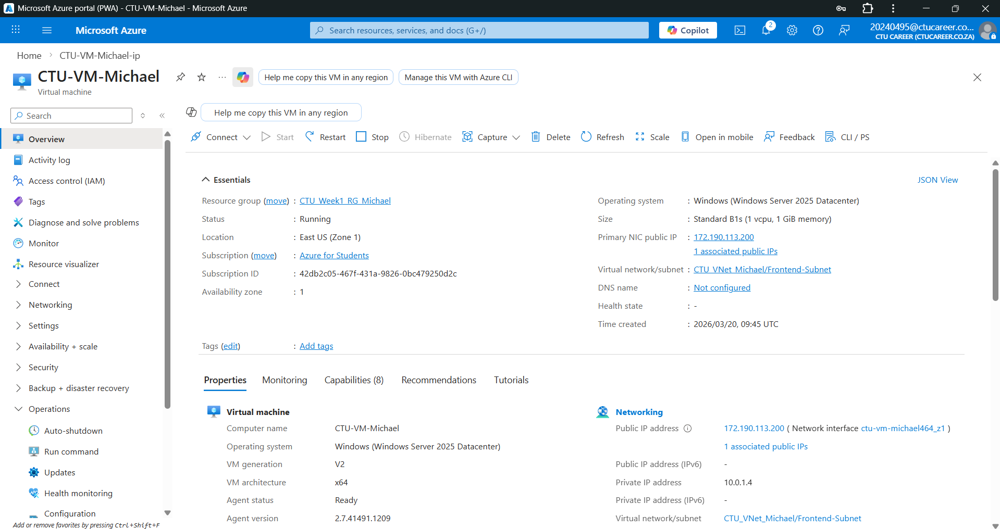 Microsoft Azure portal (PWA) - CTU-VM-Michael - Microsoft Azure
Microsoft Azure
Search resources, services, and docs (G+/)
Copilot
2
20240495@ctucareer.co...
CTU CAREER (CTUCAREER.CO.ZA)
Home
CTU-VM-Michael-ip
CTU-VM-Michael
Virtual machine
Help me copy this VM in any region
Manage this VM with Azure CLI
Search
Help me copy this VM in any region
Connect
Start
Restart
Stop
Hibernate
Capture
Delete
Refresh
Scale
Open in mobile
Feedback
CLI / PS
Overview
Activity log
Access control (IAM)
Tags
Diagnose and solve problems
Monitor
Resource visualizer
Connect
Networking
Settings
Availability + scale
Security
Backup + disaster recovery
Operations
Auto-shutdown
Run command
Updates
Health monitoring
Configuration
Add or remove favorites by pressing Ctrl+Shift+F
Essentials
JSON View
Resource group (move) : CTU_Week1_RG_Michael
Status : Running
Location : East US (Zone 1)
Subscription (move) : Azure for Students
Subscription ID : 42db2c05-467f-431a-9826-0bc479250d2c
Availability zone : 1
Operating system : Windows (Windows Server 2025 Datacenter)
Size : Standard B1s (1 vcpu, 1 GiB memory)
Primary NIC public IP : 172.190.113.200
1 associated public IPs
Virtual network/subnet : CTU_VNet_Michael/Frontend-Subnet
DNS name : Not configured
Health state : -
Time created : 2026/03/20, 09:45 UTC
Tags (edit) : Add tags
Properties
Monitoring
Capabilities (8)
Recommendations
Tutorials
Virtual machine
Computer name CTU-VM-Michael
Operating system Windows (Windows Server 2025 Datacenter)
VM generation V2
VM architecture x64
Agent status Ready
Agent version 2.7.41491.1209
Networking
Public IP address 172.190.113.200 ( Network interface ctu-vm-michael464_z1 )
1 associated public IPs
Public IP address (IPv6) -
Private IP address 10.0.1.4
Private IP address (IPv6) -
Virtual network/subnet CTU_VNet_Michael/Frontend-Subnet